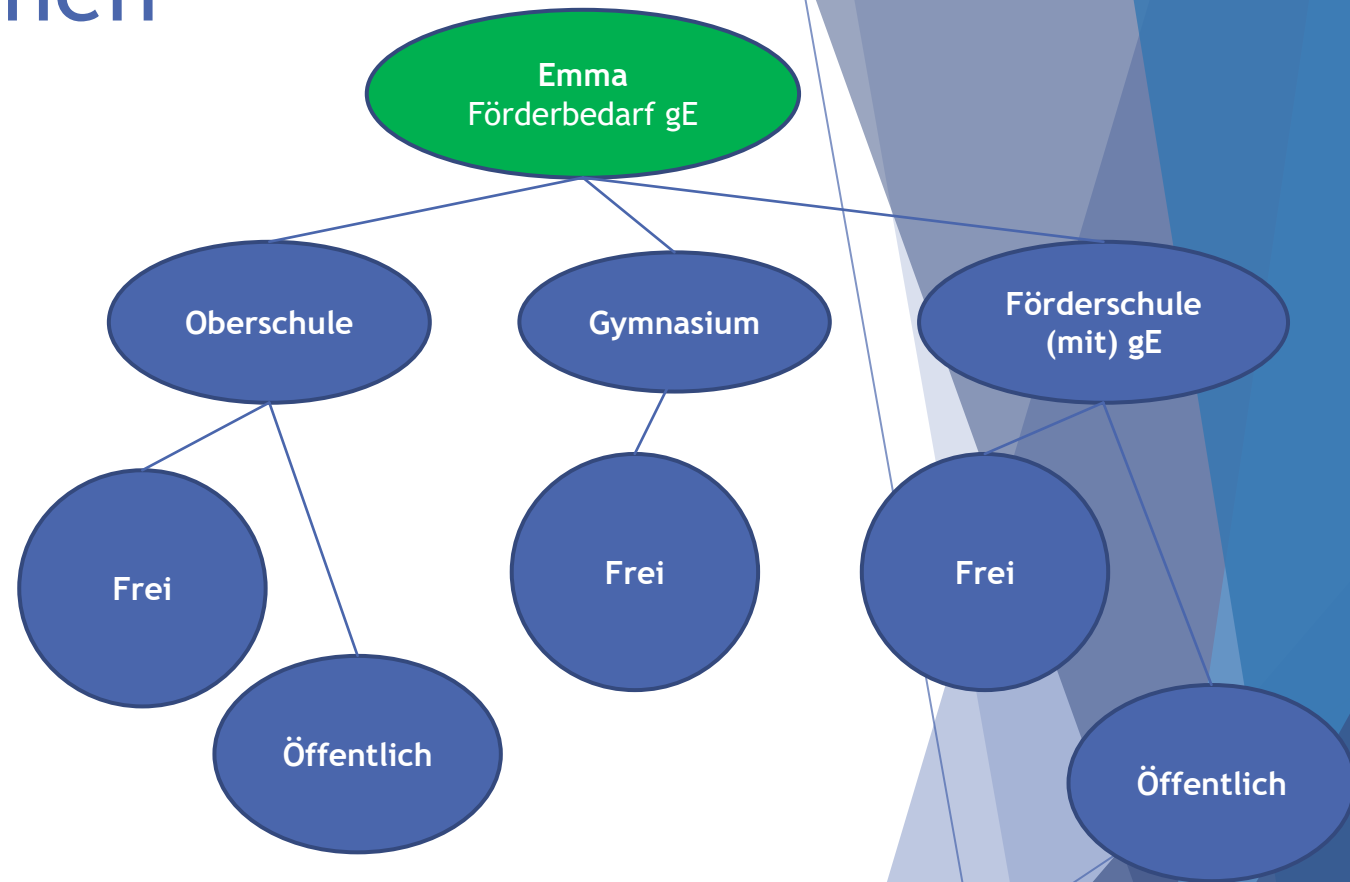 Emma
Förderbedarf gE
Oberschule
Gymnasium
Förderschule
(mit) gE
Frei
Frei
Frei
Öffentlich
Öffentlich